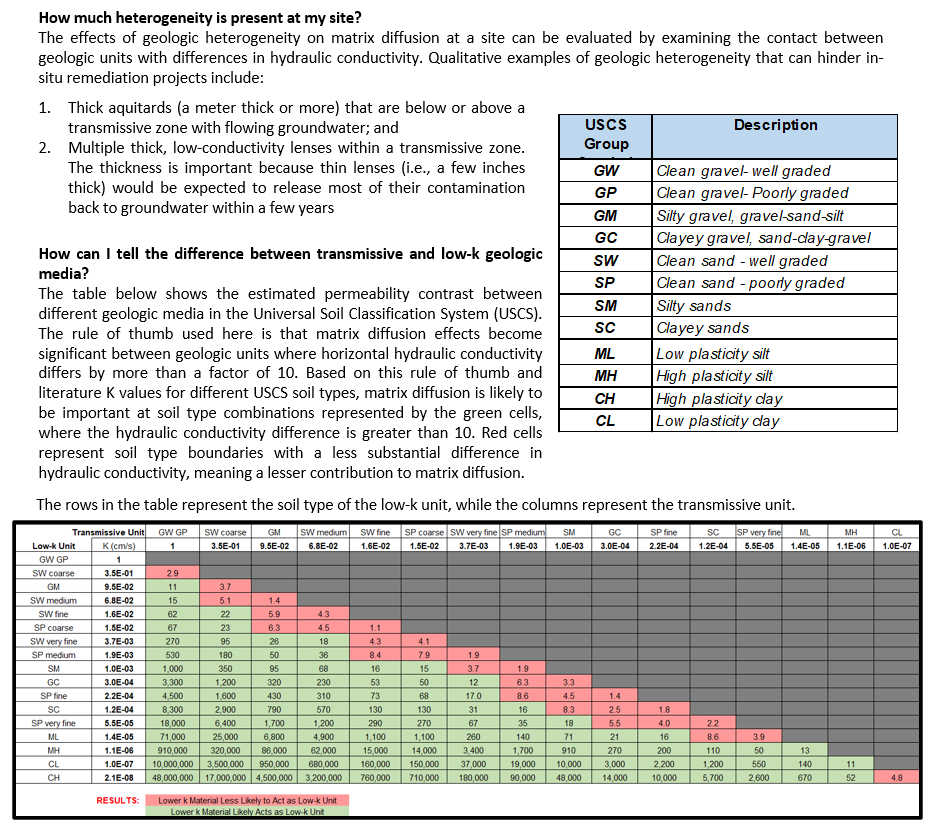 How much heterogeneity is present at my site?
The effects of geologic heterogeneity on matrix diffusion at a site can be evaluated by examining the contact between
geologic units with differences in hydraulic conductivity. Qualitative examples of geologic heterogeneity that can hinder in-
situ remediation projects include:
1. Thick aquitards (a meter thick or more) that are below or above a
transmissive zone with flowing groundwater; and
2. Multiple thick, low-conductivity lenses within a transmissive zone.
The thickness is important because thin lenses (i.e., a few inches
thick) would be expected to release most of their contamination
back to groundwater within a few years
How can I tell the difference between transmissive and low-k geologic
media?
The table below shows the estimated permeability contrast between
different geologic media in the Universal Soil Classification System (USCS).
The rule of thumb used here is that matrix diffusion effects become
significant between geologic units where horizontal hydraulic conductivity
differs by more than a factor of 10. Based on this rule of thumb and
literature K values for different USCS soil types, matrix diffusion is likely to
be important at soil type combinations represented by the green cells,
where the hydraulic conductivity difference is greater than 10. Red cells
represent soil type boundaries with a less substantial difference in
hydraulic conductivity, meaning a lesser contribution to matrix diffusion.
USCS Description
Group
GW Clean gravel- well graded
GP Clean gravel- Poorly graded
GM Silty gravel, gravel-sand-silt
GC Clayey gravel, sand-clay-gravel
SW Clean sand - well graded
SP Clean sand - poorly graded
SM Silty sands
SC Clayey sands
ML Low plasticity silt
MH High plasticity silt
CH High plasticity clay
CL Low plasticity clay
The rows in the table represent the soil type of the low-k unit, while the columns represent the transmissive unit.
Transmissive Unit GW GP SW coarse GM SW medium SW fine SP coarse SW very fine SP medium SM GC SP fine SC SP very fine ML MH CL
Low-k Unit K (cm/s) 1 3.5E-01 9.5E-02 6.8E-02 1.6E-02 1.5E-02 3.7E-03 1.9E-03 1.0E-03 3.0E-04 2.2E-04 1.2E-04 5.5E-05 1.4E-05 1.1E-06 1.0E-07
GW GP 1
SW coarse 3.5E-01 2.9
GM 9.5E-02 11 3.7
SW medium 6.8E-02 15 5.1 1.4
SW fine 1.6E-02 62 22 5.9 4.3
SP coarse 1.5E-02 67 23 6.3 4.5 1.1
SW very fine 3.7E-03 270 95 26 18 4.3 4.1
SP medium 1.9E-03 530 180 50 36 8.4 7.9 1.9
SM 1.0E-03 1,000 350 95 68 16 15 3.7 1.9
GC 3.0E-04 3,300 1,200 320 230 53 50 12 6.3 3.3
SP fine 2.2E-04 4,500 1,600 430 310 73 68 17.0 8.6 4.5 1.4
SC 1.2E-04 8,300 2,900 790 570 130 130 31 16 8.3 2.5 1.8
SP very fine 5.5E-05 18,000 6,400 1,700 1,200 290 270 67 35 18 5.5 4.0 2.2
ML 1.4E-05 71,000 25,000 6,800 4,900 1,100 1,100 260 140 71 21 16 8.6 3.9
MH 1.1E-06 910,000 320,000 86,000 62,000 15,000 14,000 3,400 1,700 910 270 200 110 50 13
CL 1.0E-07 10,000,000 3,500,000 950,000 680,000 160,000 150,000 37,000 19,000 10,000 3,000 2,200 1,200 550 140 11
CH 2.1E-08 48,000,000 17,000,000 4,500,000 3,200,000 760,000 710,000 180,000 90,000 48,000 14,000 10,000 5,700 2,600 670 52 4.8
RESULTS: Lower k Material Less Likely to Act as Low-k Unit
Lower k Material Likely Acts as Low-k Unit